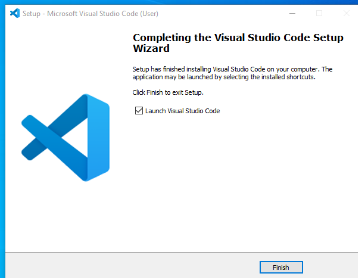 Setup - Microsoft Visual Studio Code (User)
Completing the Visual Studio Code Setup
Wizard
Setup has finished installing Visual Studio Code on your computer. The
application may be launched by selecting the installed shortcuts.
Click Finish to exit Setup.
Launch Visual Studio Code
Finish